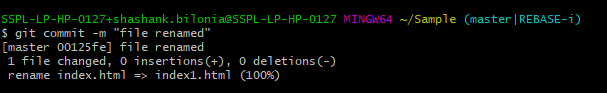 SSPL-LP-HP-0127+shashank.bilonia@SSPL-LP-HP-0127 MINGW64 ~/Sample (master|REBASE-i)
$ git commit -m "file renamed"
[master 00125fe] file renamed
 1 file changed, 0 insertions(+), 0 deletions(-)
 rename index.html => index1.html (100%)